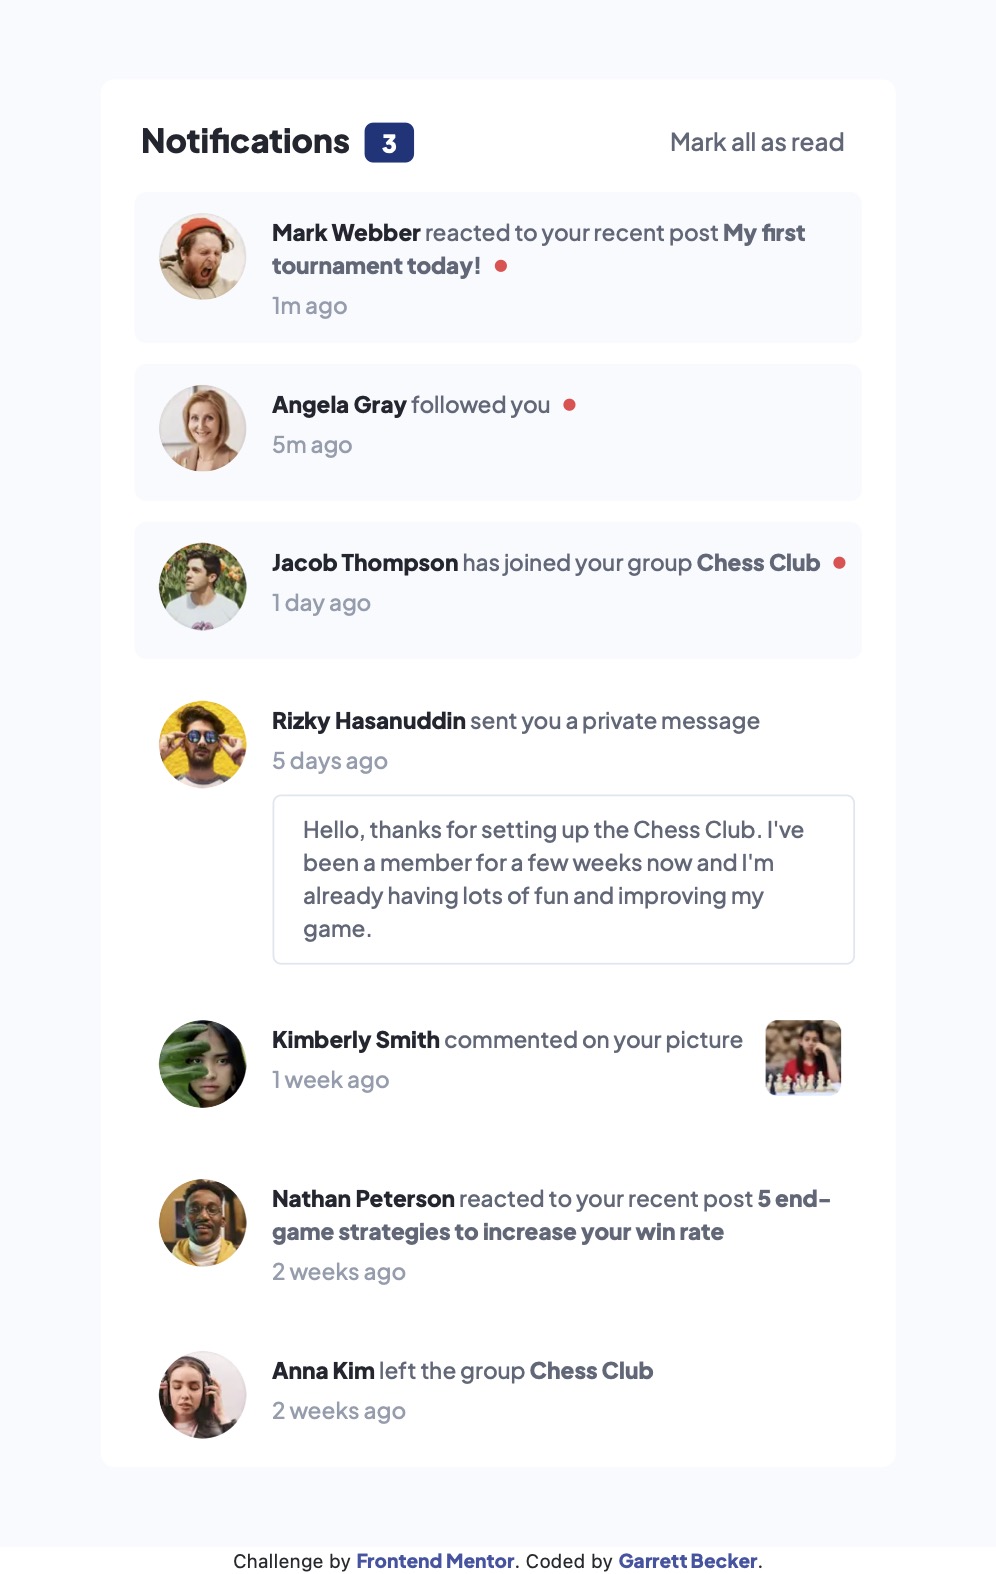 Notifications 3 Mark all as read
Mark Webber reacted to your recent post My first
tournament today!
1m ago
Angela Gray followed you
5m ago
Jacob Thompson has joined your group Chess Club
1 day ago
Rizky Hasanuddin sent you a private message
5 days ago
Hello, thanks for setting up the Chess Club. I've
been a member for a few weeks now and I'm
already having lots of fun and improving my
game.
Kimberly Smith commented on your picture
1 week ago
Nathan Peterson reacted to your recent post 5 end-
game strategies to increase your win rate
2 weeks ago
Anna Kim left the group Chess Club
2 weeks ago
Challenge by Frontend Mentor. Coded by Garrett Becker.